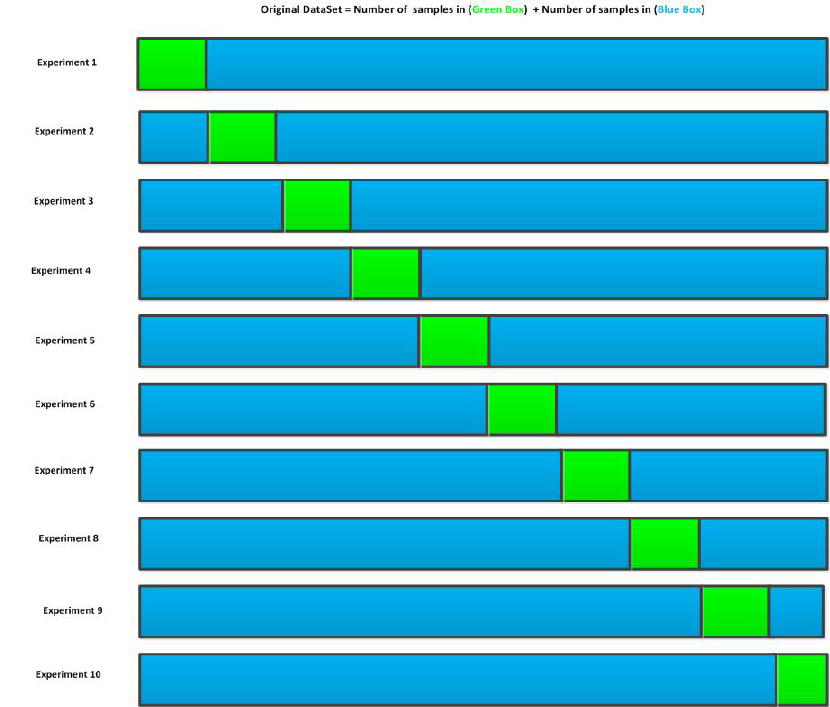 Original DataSet = Number of samples in (Green Box) + Number of samples in (Blue Box)
Experiment 1
Experiment 2
Experiment 3
Experiment 4
Experiment 5
Experiment 6
Experiment 7
Experiment 8
Experiment 9
Experiment 10